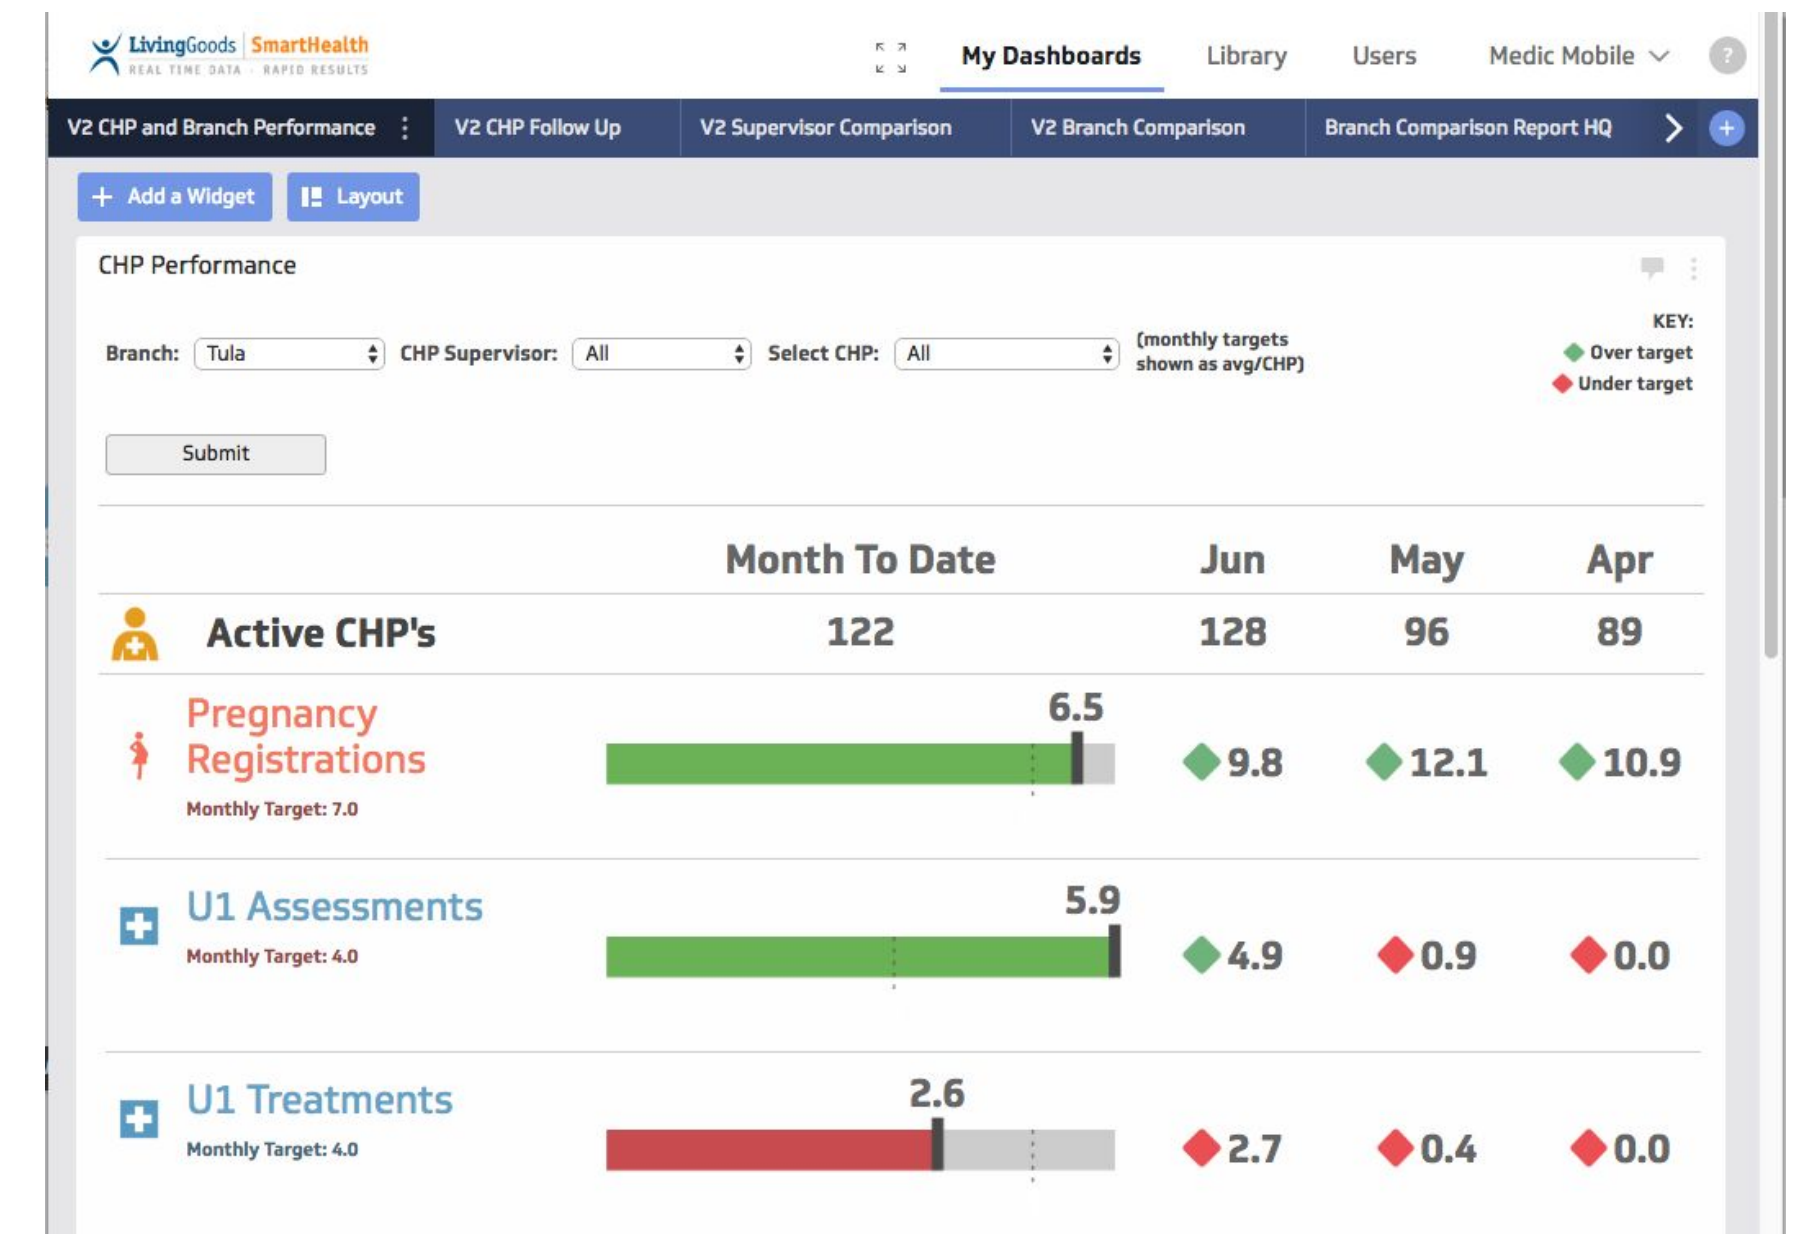 LivingGoods SmartHealth
REAL TIME DATA · RAPID RESULTS
My Dashboards Library Users Medic Mobile ?
V2 CHP and Branch Performance V2 CHP Follow Up V2 Supervisor Comparison V2 Branch Comparison Branch Comparison Report HQ
+ Add a Widget Layout
CHP Performance
KEY:
Over target
Under target
Branch: Tula CHP Supervisor: All Select CHP: All (monthly targets
shown as avg/CHP)
Submit
Month To Date Jun May Apr
Active CHP's 122 128 96 89
Pregnancy
Registrations
Monthly Target: 7.0
6.5 9.8 12.1 10.9
U1 Assessments
Monthly Target: 4.0
5.9 4.9 0.9 0.0
U1 Treatments
Monthly Target: 4.0
2.6 2.7 0.4 0.0